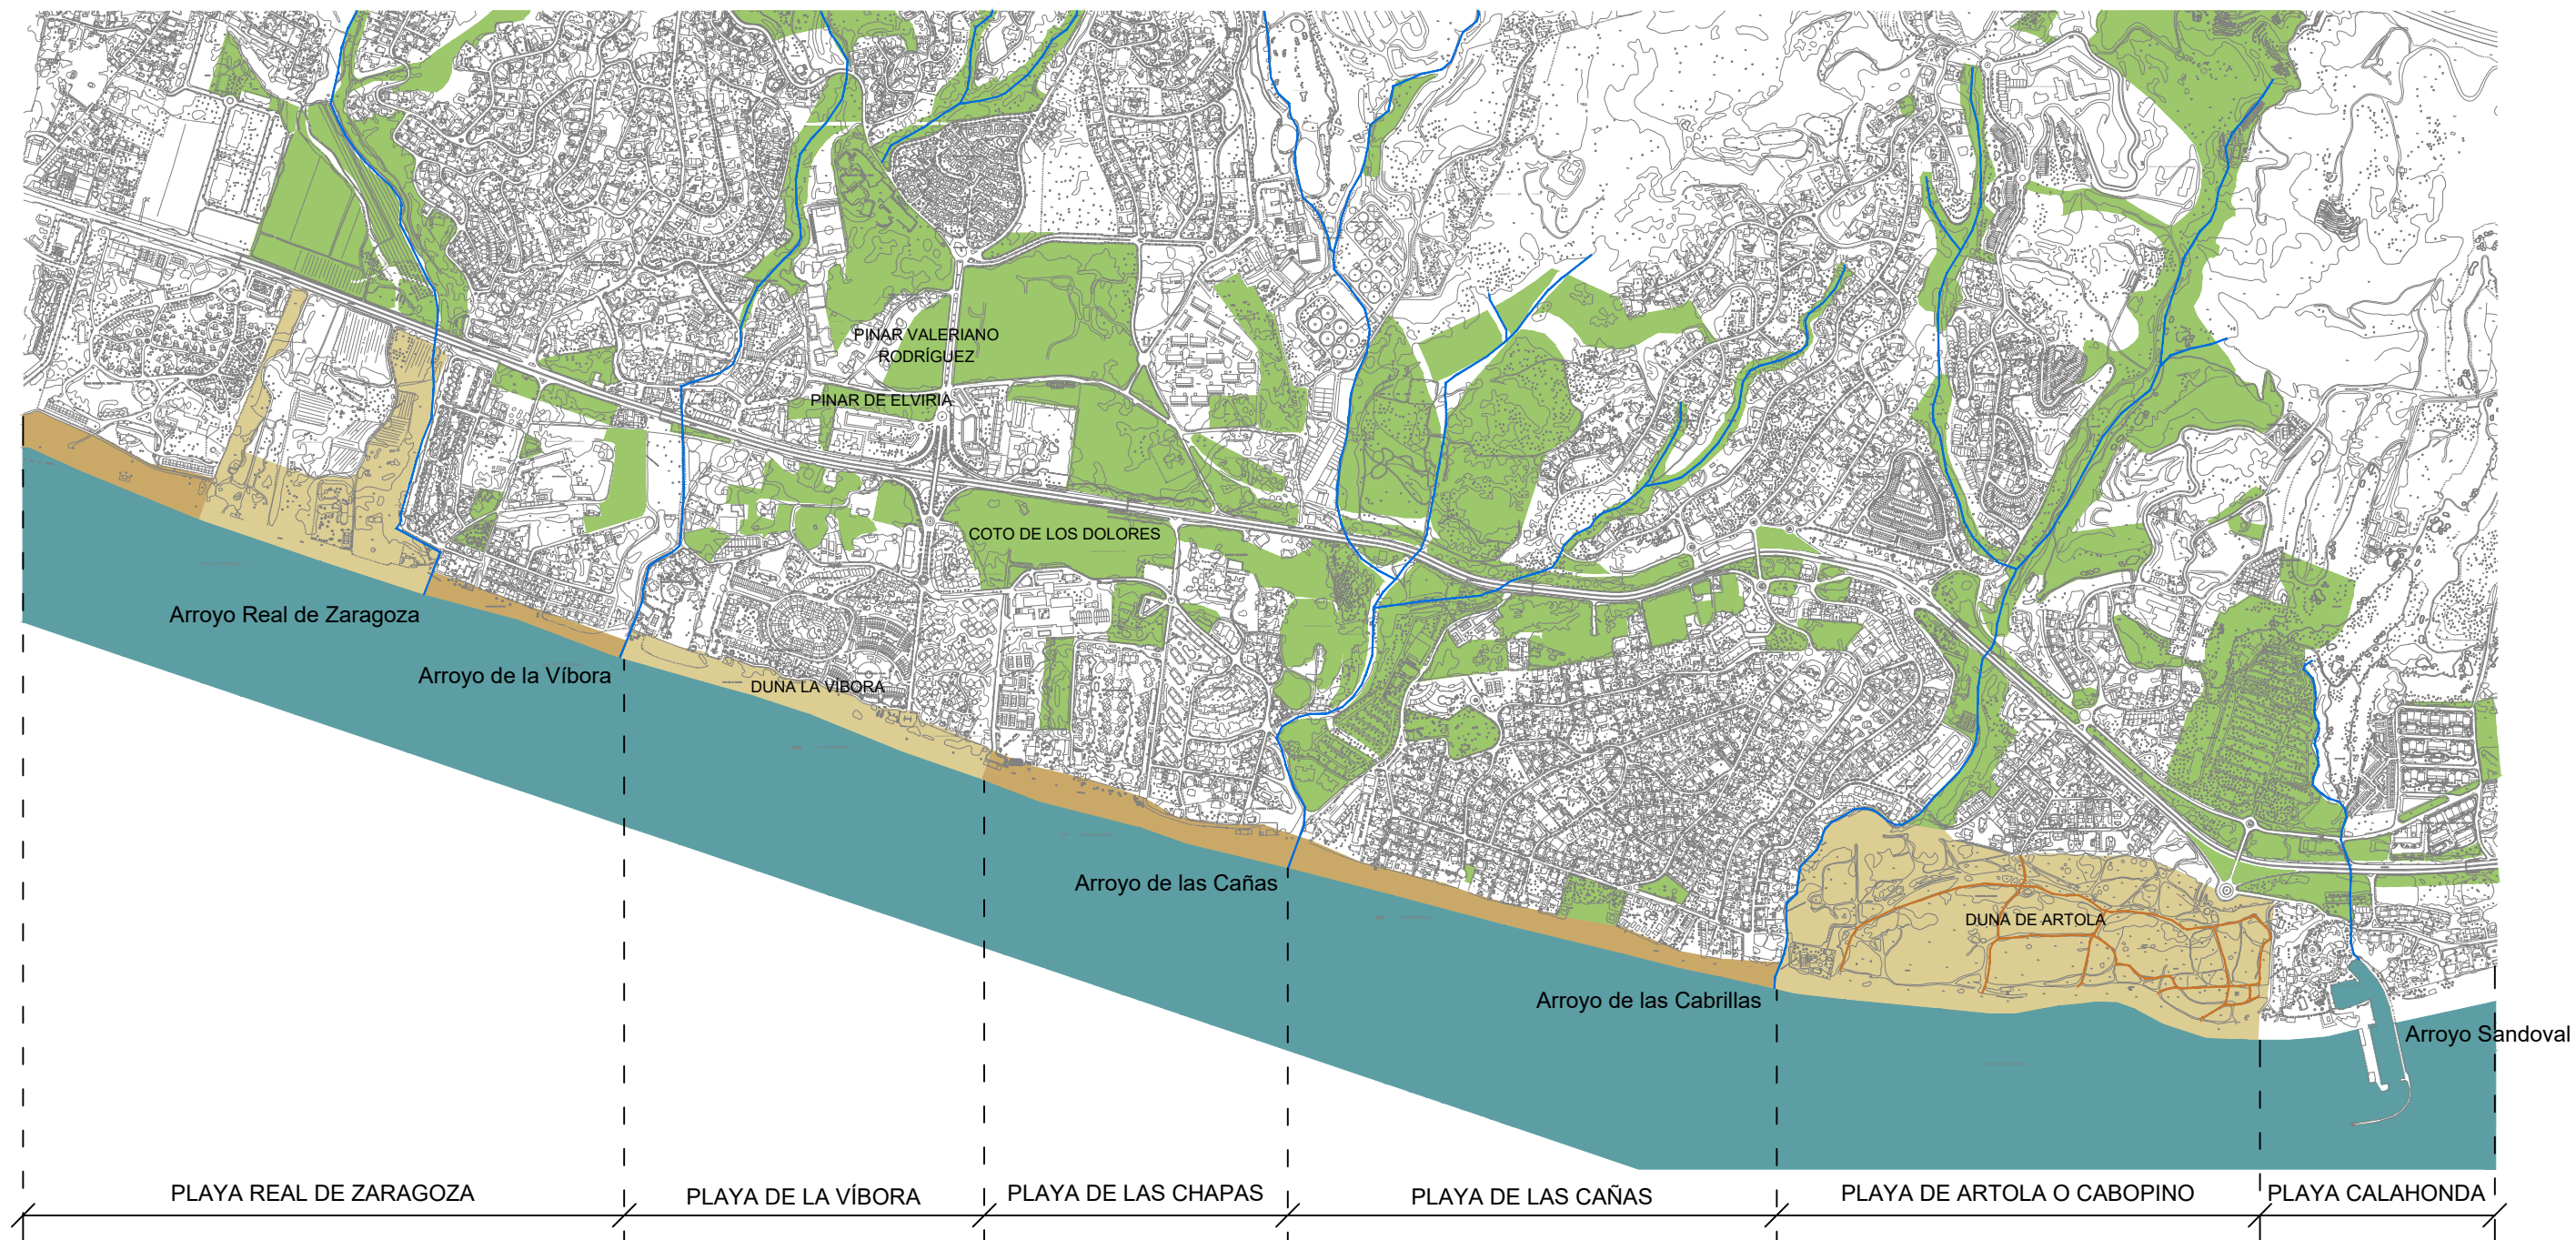 PINAR VALERIANO
RODRÍGUEZ
PINAR DE ELVIRIA
COTO DE LOS DOLORES
Arroyo Real de Zaragoza
Arroyo de la Víbora
DUNA LA VÍBORA
Arroyo de las Cañas
DUNA DE ARTOLA
Arroyo de las Cabrillas
Arroyo Sandoval
PLAYA REAL DE ZARAGOZA
PLAYA DE LA VÍBORA
PLAYA DE LAS CHAPAS
PLAYA DE LAS CAÑAS
PLAYA DE ARTOLA O CABOPINO
PLAYA CALAHONDA